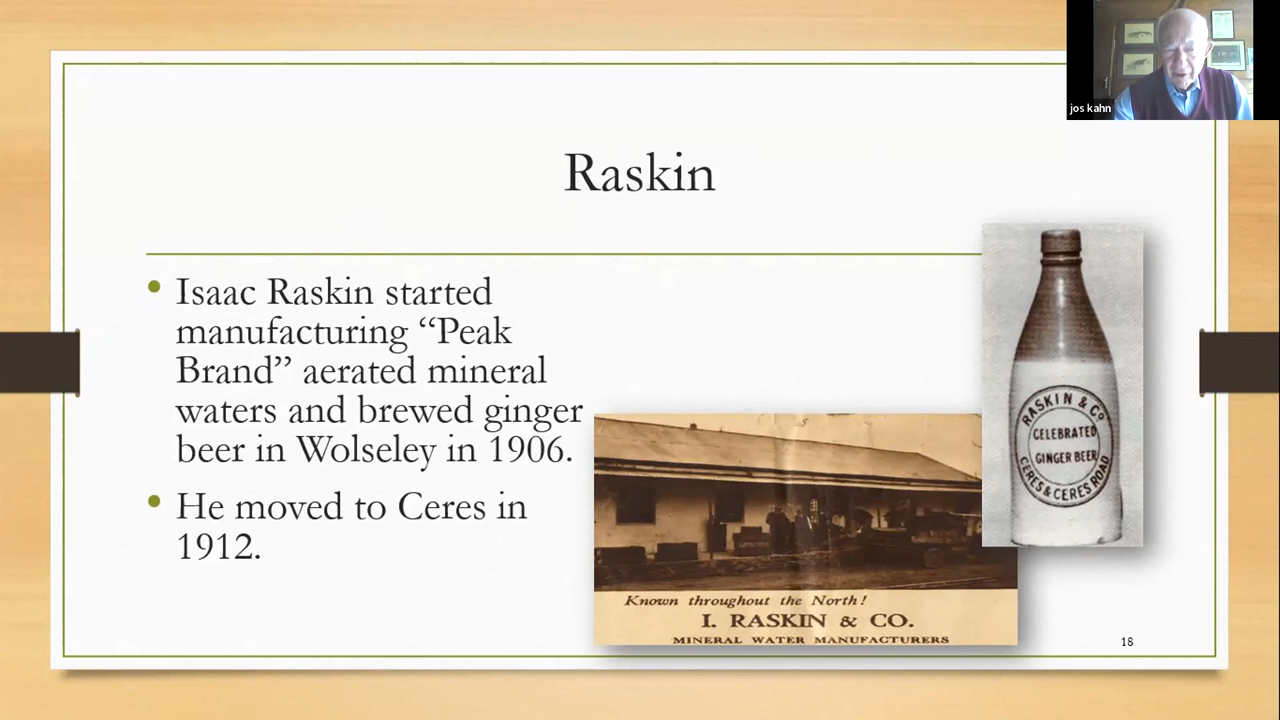 jos kahn
Raskin
• Isaac Raskin started
manufacturing “Peak
Brand” aerated mineral
waters and brewed ginger
beer in Wolseley in 1906.
• He moved to Ceres in
1912.
RASKIN & Co
CELEBRATED
GINGER BEER
CERES & CERES ROAD
Known throughout the North!
I. RASKIN & CO.
MINERAL WATER MANUFACTURERS
18